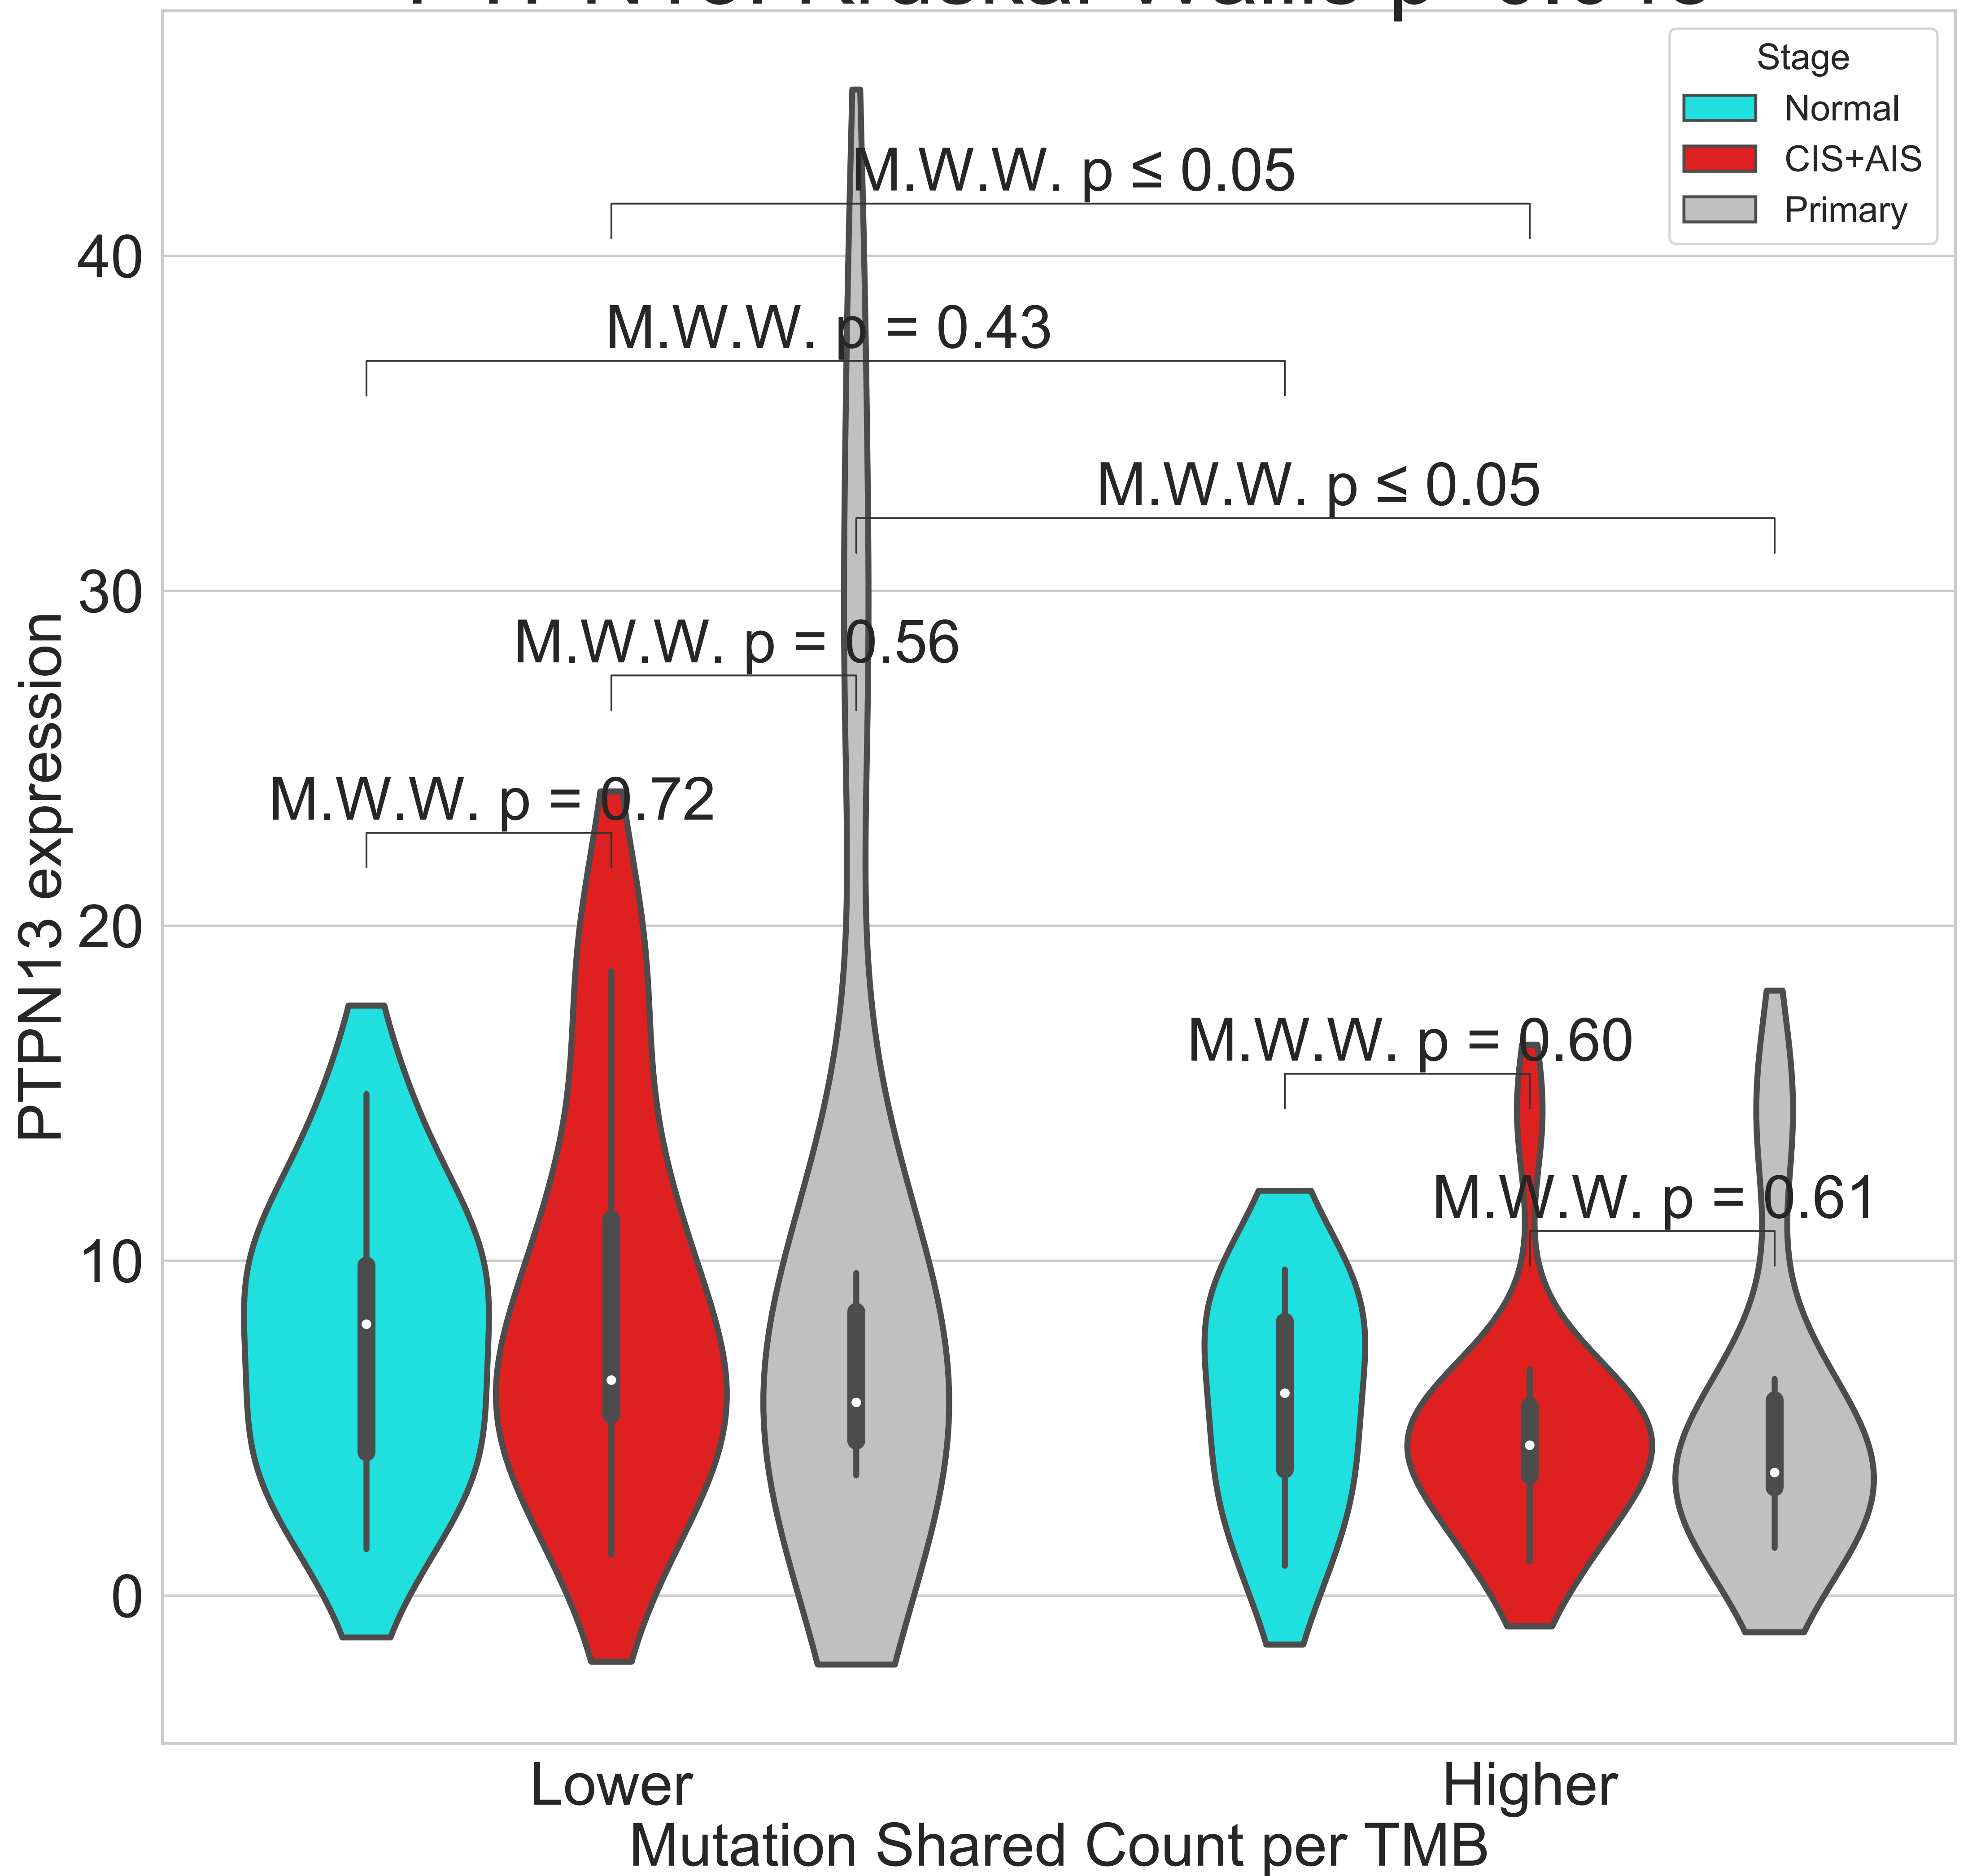 Stage
Normal
CIS+AIS
Primary
M.W.W. p ≤ 0.05
M.W.W. p = 0.43
M.W.W. p ≤ 0.05
M.W.W. p = 0.56
M.W.W. p = 0.72
M.W.W. p = 0.60
M.W.W. p = 0.61
40
30
20
10
0
PTPN13 expression
Lower
Higher
Mutation Shared Count per TMB